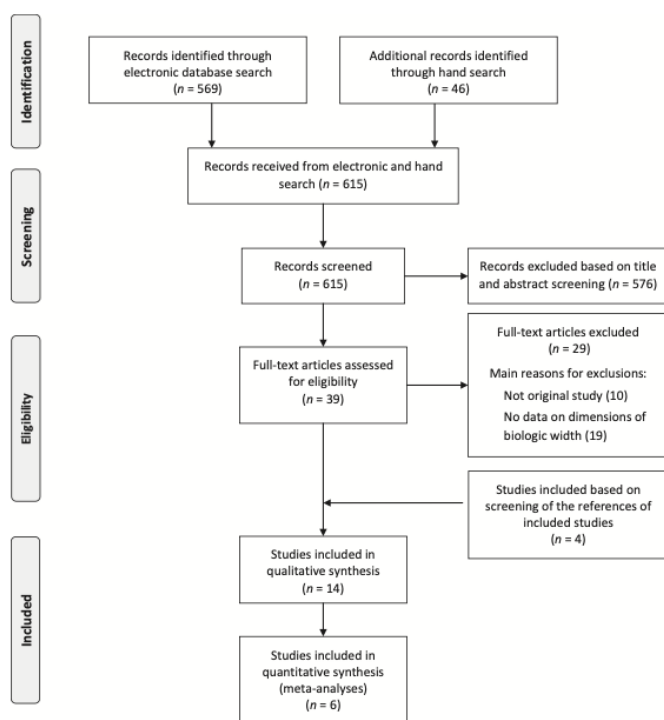 Identification
Records identified through
electronic database search
(n = 569)
Additional records identified
through hand search
(n = 46)
Records received from electronic and hand
search (n = 615)
Screening
Records screened
(n = 615)
Records excluded based on title
and abstract screening (n = 576)
Eligibility
Full-text articles assessed
for eligibility
(n = 39)
Full-text articles excluded
(n = 29)
Main reasons for exclusions:
Not original study (10)
No data on dimensions of
biologic width (19)
Studies included based on
screening of the references of
included studies
(n = 4)
Included
Studies included in
qualitative synthesis
(n = 14)
Studies included in
quantitative synthesis
(meta-analyses)
(n = 6)